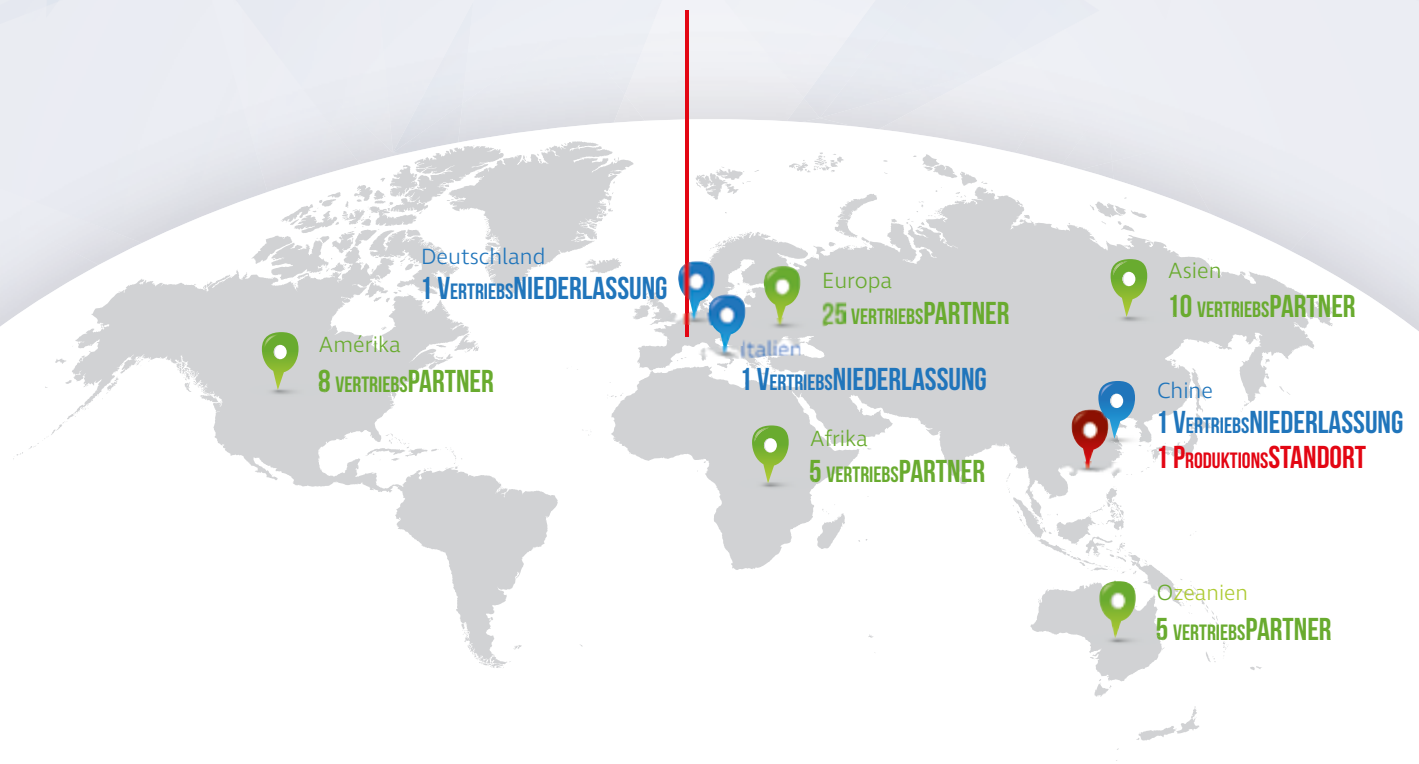 Deutschland
1 VERTRIEBSNIEDERLASSUNG
Europa
25 VERTRIEBSPARTNER
Asien
10 VERTRIEBSPARTNER
Amérika
8 VERTRIEBSPARTNER
Italien
1 VERTRIEBSNIEDERLASSUNG
Chine
1 VERTRIEBSNIEDERLASSUNG
1 PRODUKTIONSSTANDORT
Afrika
5 VERTRIEBSPARTNER
Ozeanien
5 VERTRIEBSPARTNER